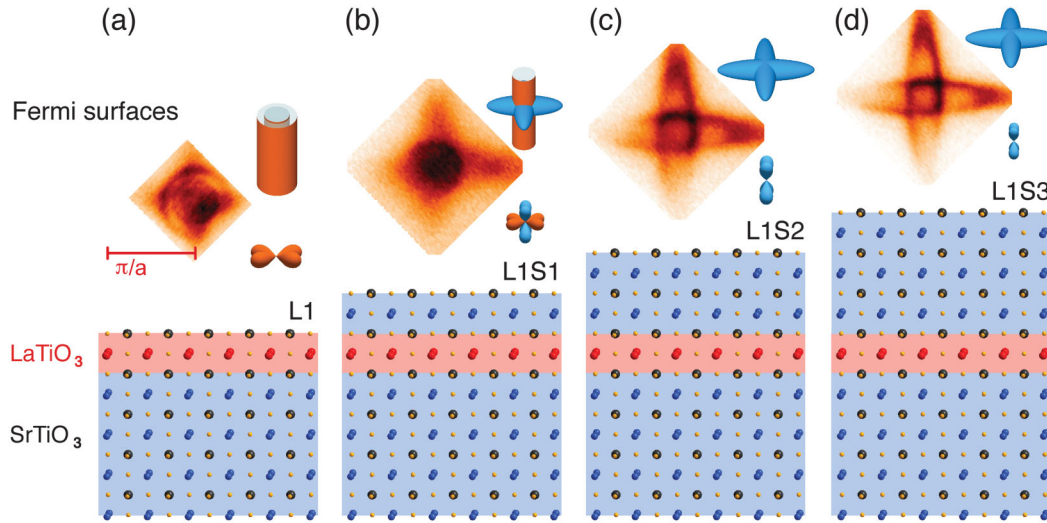 (a)
(b)
(c)
(d)
Fermi surfaces
π/a
L1
L1S1
L1S2
L1S3
LaTiO₃
SrTiO₃